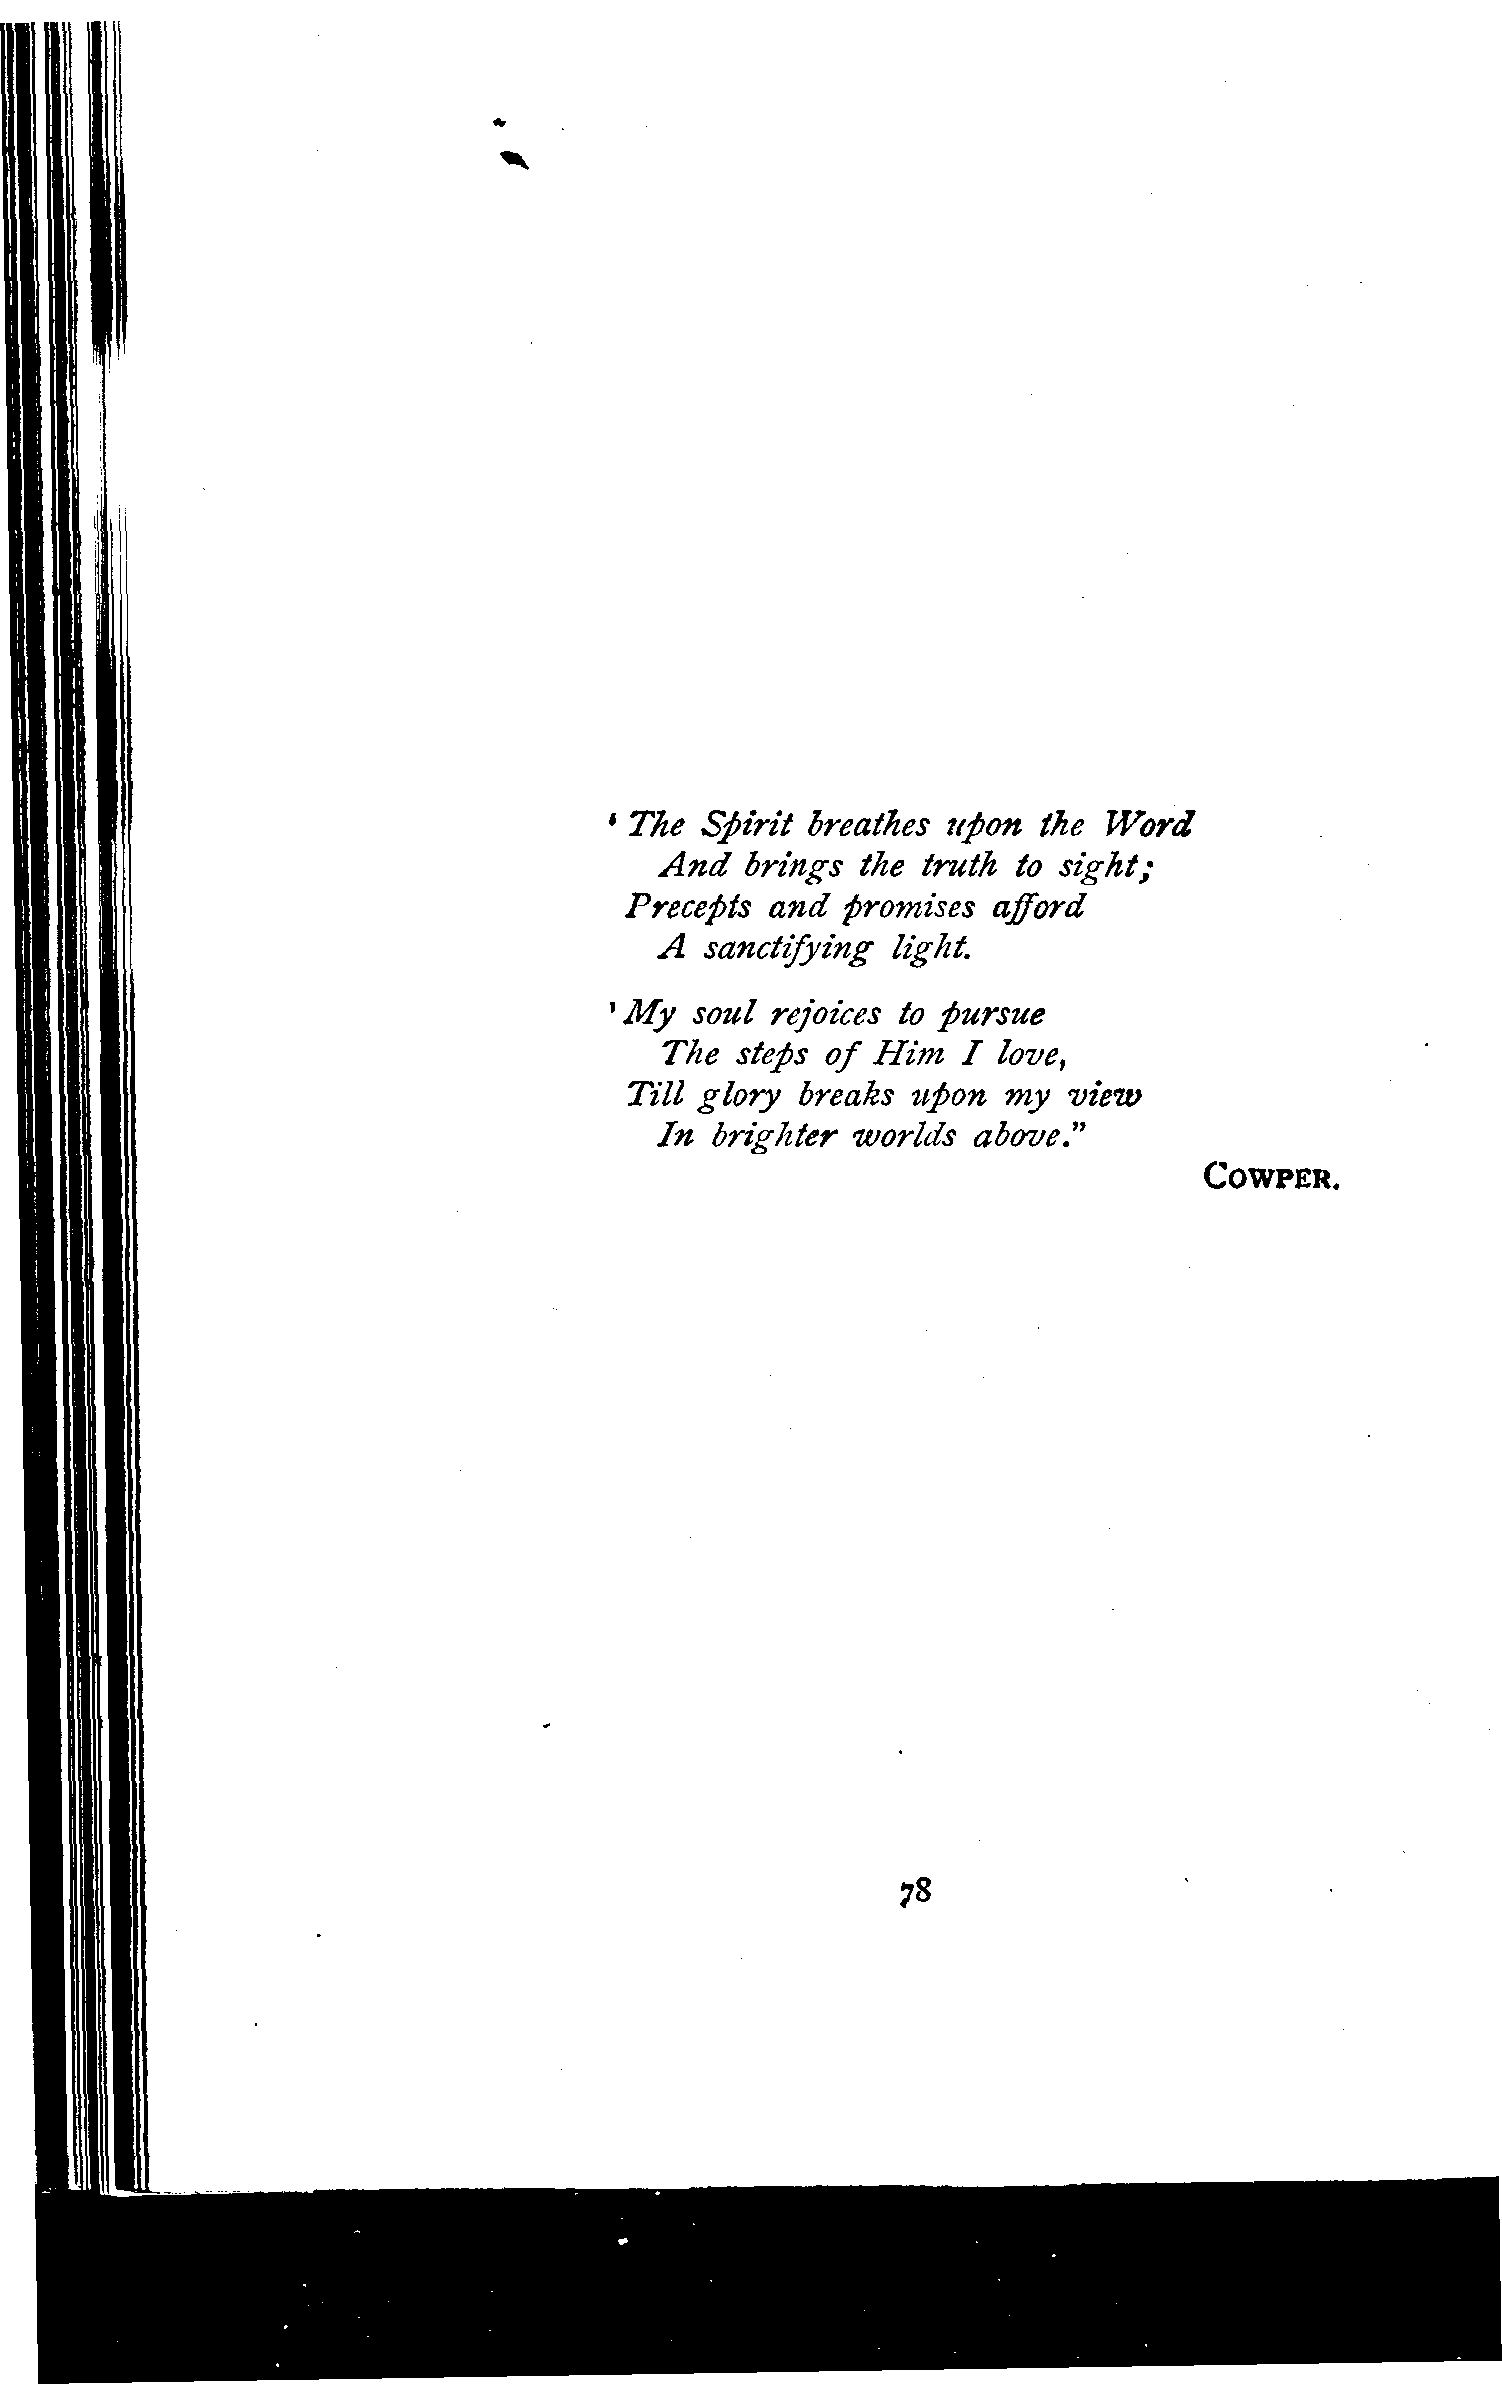 ‘ The Spirit breathes upon the Word
And brings the truth to sight;
Precepts and promises afford
A sanctifying light.
' My soul rejoices to pursue
The steps of Him I love,
Till glory breaks upon my view
In brighter worlds above.”
COWPER.
78